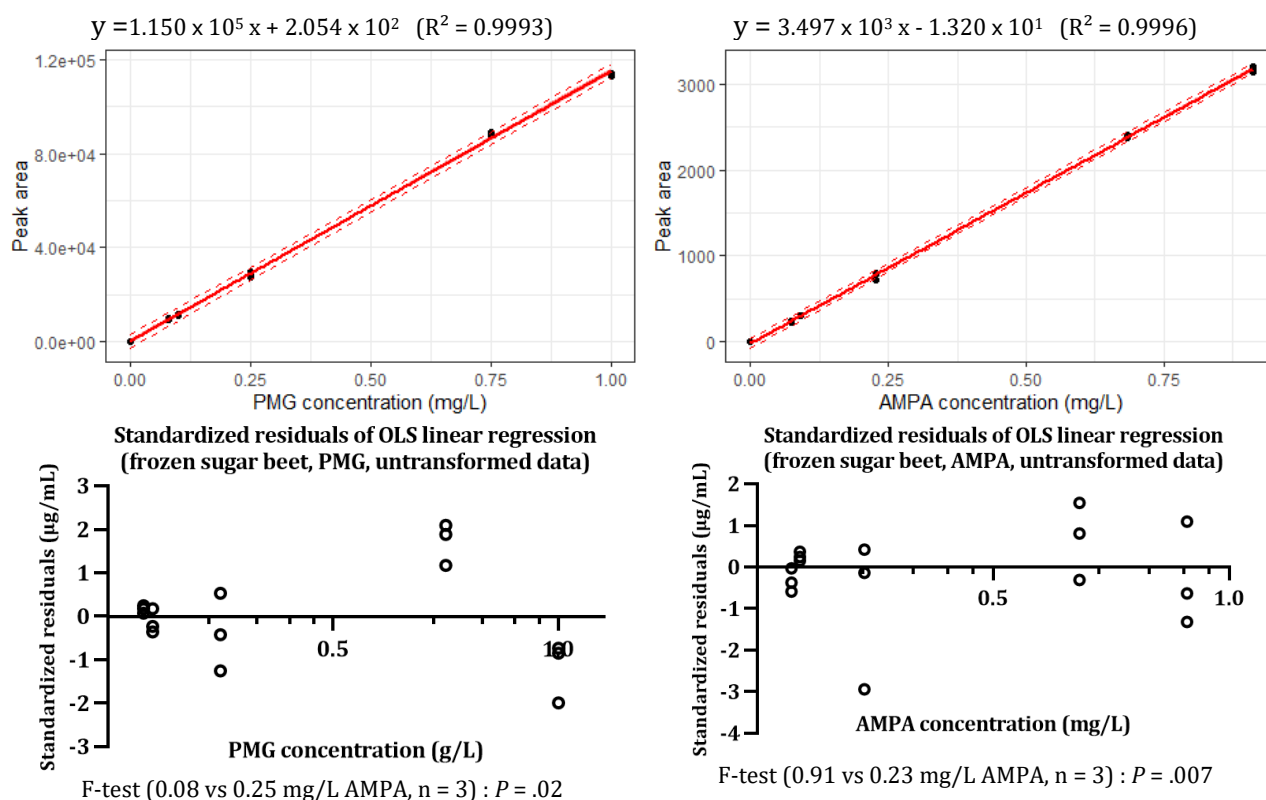 y =1.150 x 10⁵ x + 2.054 x 10² (R² = 0.9993)
1.2e+05
8.0e+04
4.0e+04
0.0e+00
Peak area
0.00 0.25 0.50 0.75 1.00
PMG concentration (mg/L)
y = 3.497 x 10³ x - 1.320 x 10¹ (R² = 0.9996)
3000
2000
1000
0
Peak area
0.00 0.25 0.50 0.75
AMPA concentration (mg/L)
Standardized residuals of OLS linear regression
(frozen sugar beet, PMG, untransformed data)
3
2
1
0
-1
-2
-3
Standardized residuals (µg/mL)
0.5 1.0
PMG concentration (g/L)
F-test (0.08 vs 0.25 mg/L AMPA, n = 3) : P = .02
Standardized residuals of OLS linear regression
(frozen sugar beet, AMPA, untransformed data)
2
1
0
-1
-2
-3
-4
Standardized residuals (µg/mL)
0.5 1.0
AMPA concentration (mg/L)
F-test (0.91 vs 0.23 mg/L AMPA, n = 3) : P = .007